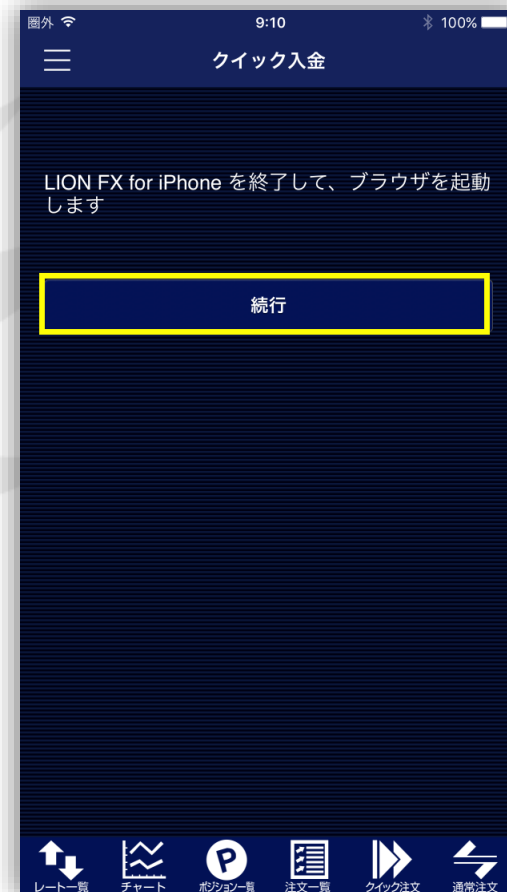 圏外 9:10 100%
クイック入金
LION FX for iPhone を終了して、ブラウザを起動
します
続行
P
レート一覧 チャート ポジション一覧 注文一覧 クイック注文 通常注文